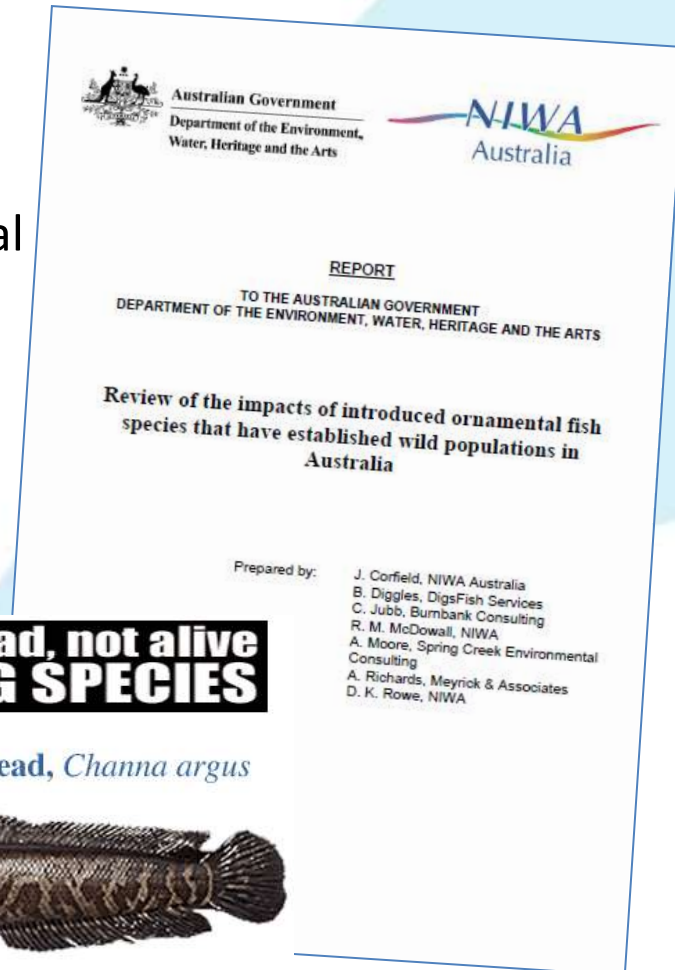 al
Australian Government
Department of the Environment,
Water, Heritage and the Arts
NIWA
Australia
REPORT
TO THE AUSTRALIAN GOVERNMENT
DEPARTMENT OF THE ENVIRONMENT, WATER, HERITAGE AND THE ARTS
Review of the impacts of introduced ornamental fish
species that have established wild populations in
Australia
Prepared by:
J. Corfield, NIWA Australia
B. Diggles, DigsFish Services
C. Jubb, Burnbank Consulting
R. M. McDowall, NIWA
A. Moore, Spring Creek Environmental
Consulting
A. Richards, Meyrick & Associates
D. K. Rowe, NIWA
ad, not alive
G SPECIES
ead, Channa argus